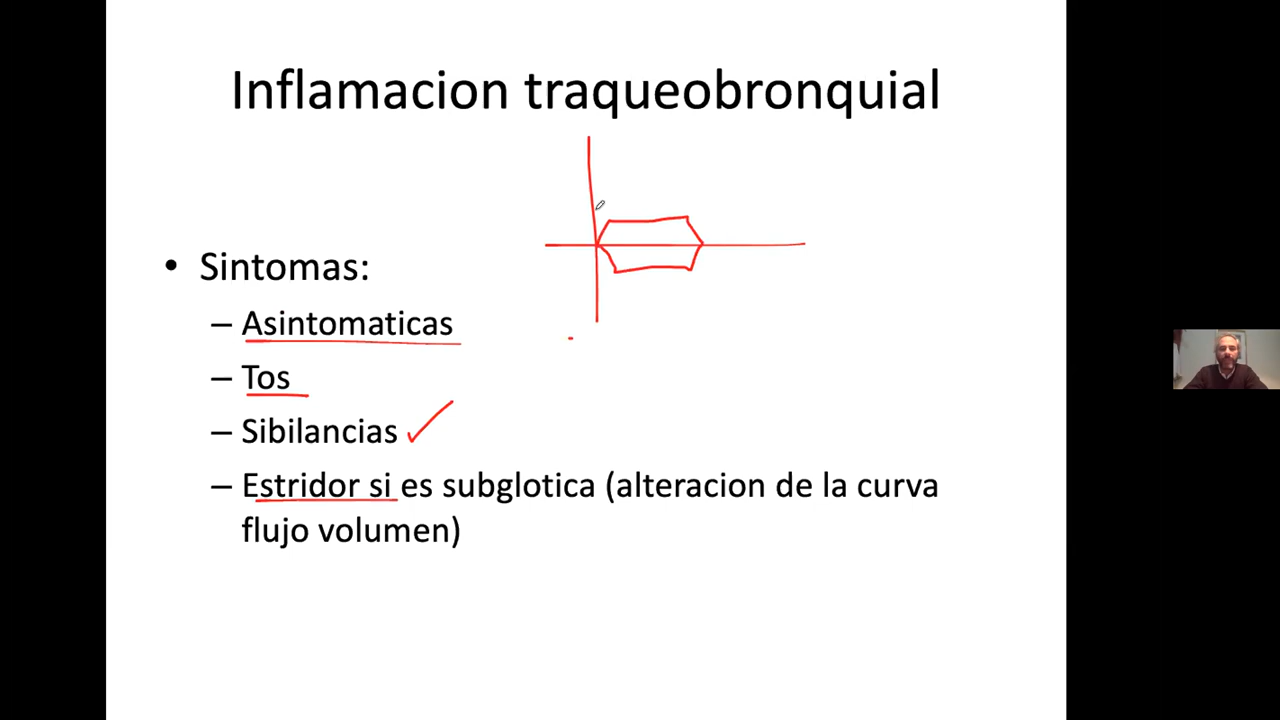 Inflamacion traqueobronquial
• Sintomas:
– Asintomaticas
– Tos
– Sibilancias
– Estridor si es subglotica (alteracion de la curva
flujo volumen)